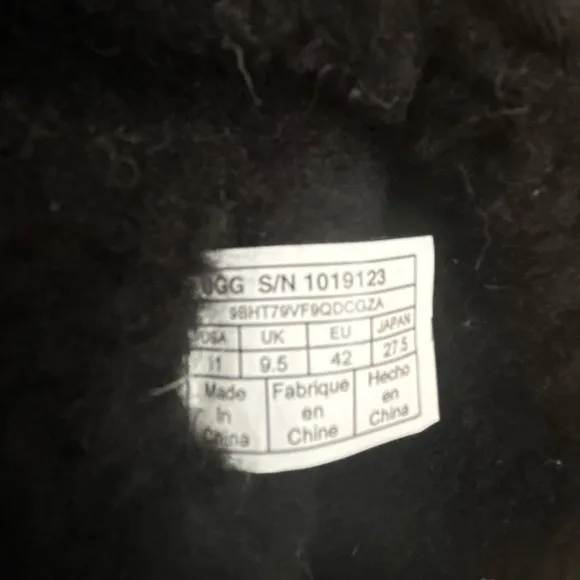 UGG S/N 1019123
9BHT79VF9QDCGZA
USA UK EU JAPAN
11 9.5 42 27.5
Made in China
Fabrique en Chine
Hecho en China